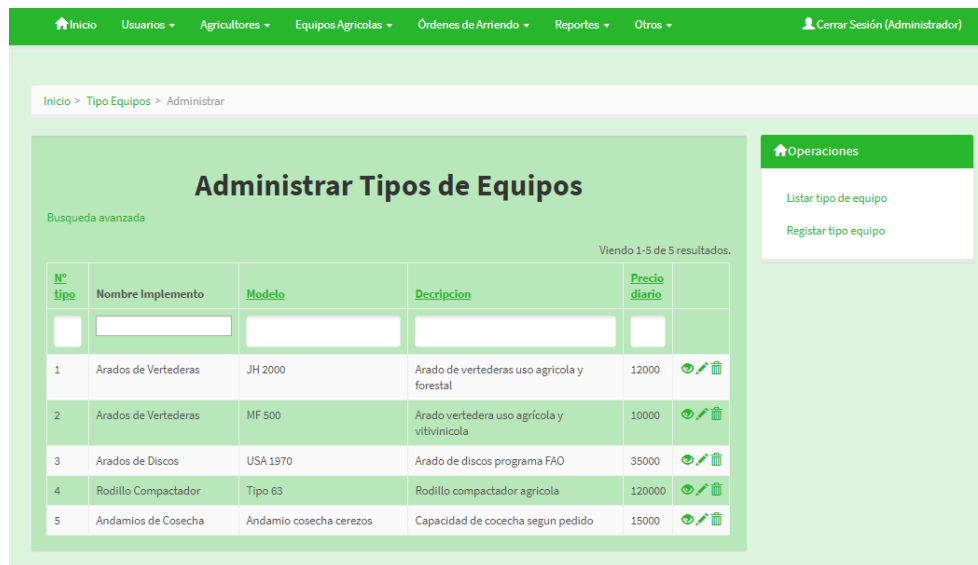 Inicio Usuarios Agricultores Equipos Agricolas Órdenes de Arriendo Reportes Otros Cerrar Sesión (Administrador)
Inicio > Tipo Equipos > Administrar
Administrar Tipos de Equipos
Busqueda avanzada
Viendo 1-5 de 5 resultados.
N° tipo Nombre Implemento Modelo Decripcion Precio diario
1 Arados de Vertederas JH 2000 Arado de vertederas uso agricola y forestal 12000
2 Arados de Vertederas MF 500 Arado vertedera uso agrícola y vitivinicola 10000
3 Arados de Discos USA 1970 Arado de discos programa FAO 35000
4 Rodillo Compactador Tipo 63 Rodillo compactador agricola 120000
5 Andamios de Cosecha Andamio cosecha cerezos Capacidad de cocecha segun pedido 15000
Operaciones
Listar tipo de equipo
Registar tipo equipo